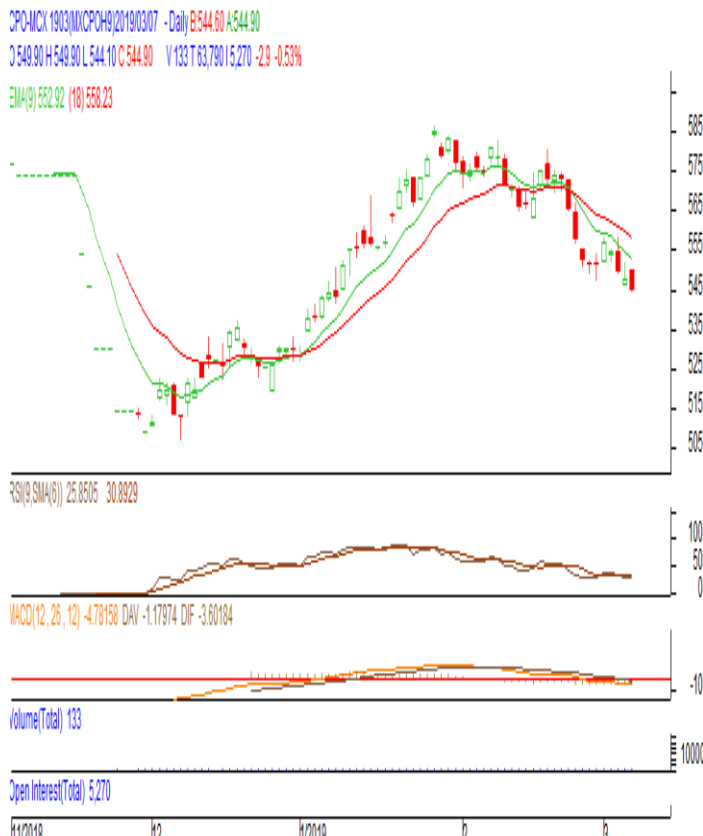 CPO-MCX 1903(MXCPOH9)2019/03/07 - Daily B:544.60 A:544.90
O 549.90 H 549.90 L 544.10 C 544.90 V 133 T 63,790 I 5,270 -2.9 -0.53%
EMA(9) 552.92 (18) 558.23
585
575
565
555
545
535
525
515
505
RSI(9,SMA(6)) 25.8505 30.8929
100
50
0
MACD(12 , 26 , 12) -4.78158 DAV -1.17974 DIF -3.60184
-10
Volume(Total) 133
10000
Open Interest(Total) 5,270
11/2018 12 1/2019 2 3